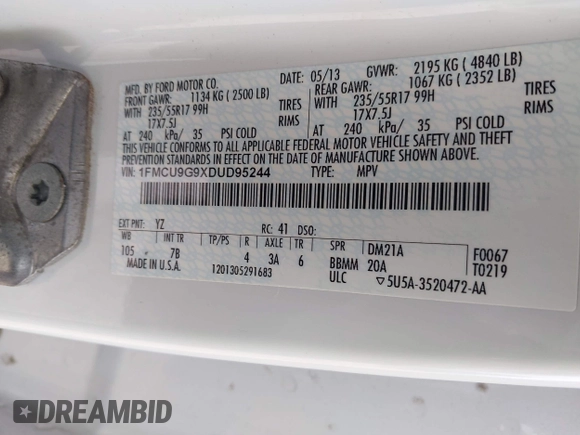 MFD. BY FORD MOTOR CO.
DATE: 05/13 GVWR: 2195 KG ( 4840 LB)
FRONT GAWR: 1134 KG ( 2500 LB) REAR GAWR: 1067 KG ( 2352 LB)
WITH 235/55R17 99H TIRES WITH 235/55R17 99H TIRES
17X7.5J RIMS 17X7.5J RIMS
AT 240 kPa/ 35 PSI COLD AT 240 kPa/ 35 PSI COLD
THIS VEHICLE CONFORMS TO ALL APPLICABLE FEDERAL MOTOR VEHICLE SAFETY AND THEFT
PREVENTION STANDARDS IN EFFECT ON THE DATE OF MANUFACTURE SHOWN ABOVE.
VIN: 1FMCU9G9XDUD95244 TYPE: MPV
EXT PNT: YZ RC: 41 DSO:
WB INT TR TP/PS R AXLE TR SPR DM21A F0067
105 7B 4 3A 6 BBMM 20A T0219
MADE IN U.S.A. 1201305291683 ULC ▽5U5A-3520472-AA
DREAMBID